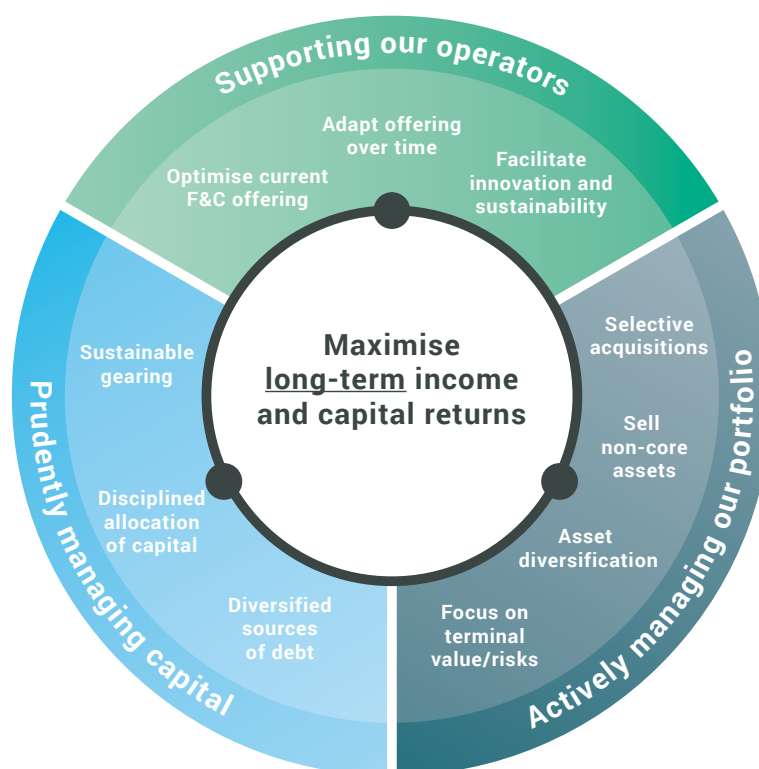 Supporting our operators
Adapt offering
over time
Optimise current
F&C offering
Facilitate
innovation and
sustainability
Maximise
long-term income
and capital returns
Selective
acquisitions
Sell
non-core
assets
Asset
diversification
Focus on
terminal
value/risks
Actively managing our portfolio
Sustainable
gearing
Disciplined
allocation
of capital
Diversified
sources
of debt
Prudently managing capital